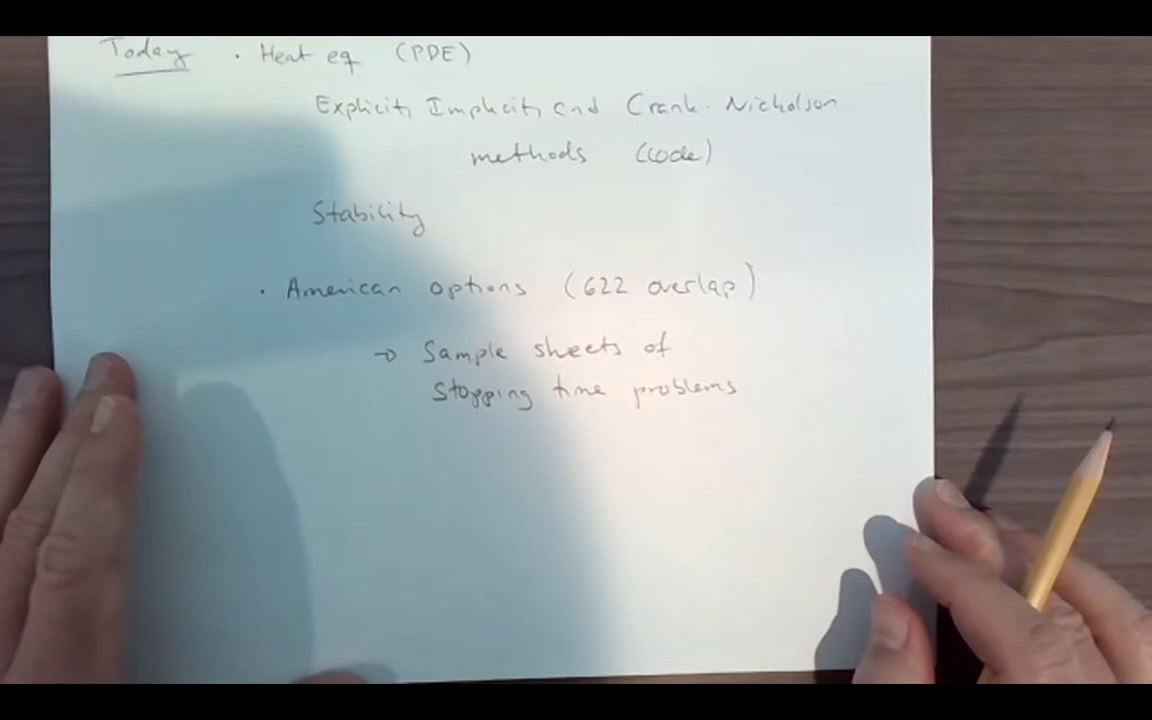 Today · Heat eq (PDE)
Explicit, Implicit, and Crank-Nicholson
methods (code)
Stability
· American options (622 overlap)
→ Sample sheets of
stopping time problems